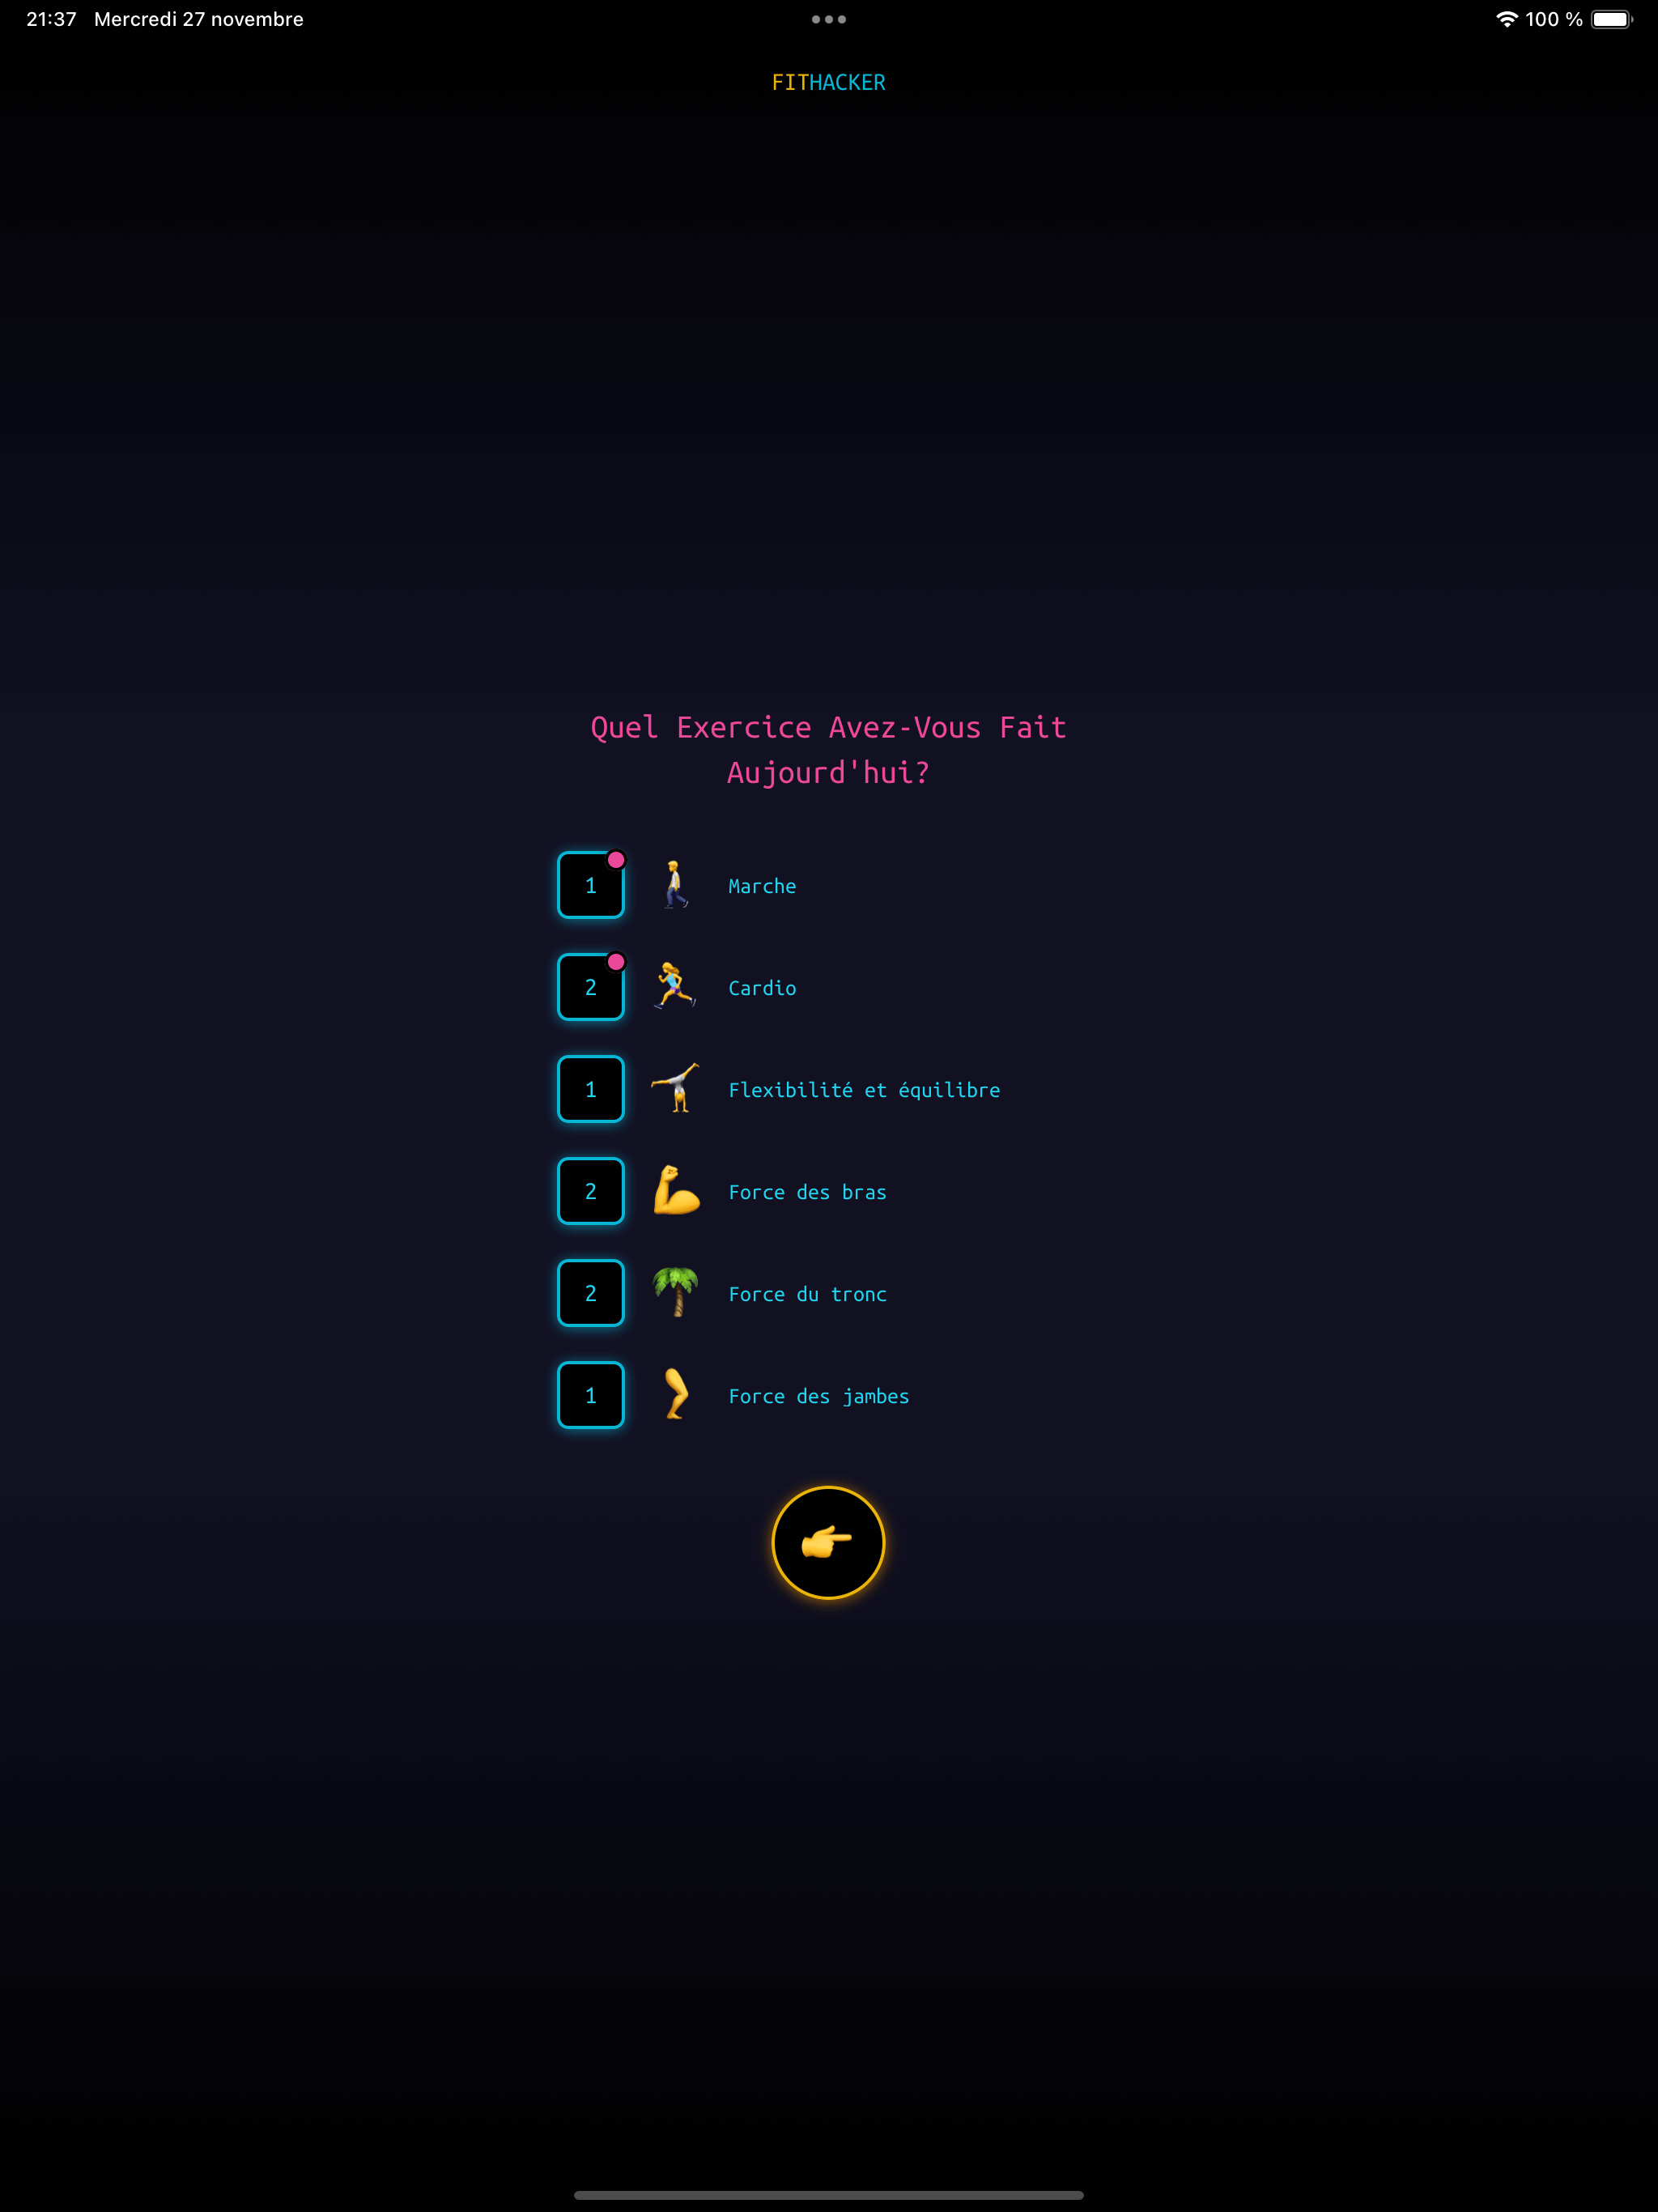 21:37 Mercredi 27 novembre
100 %
FITHACKER
Quel Exercice Avez-Vous Fait
Aujourd'hui?
1 Marche
2 Cardio
1 Flexibilité et équilibre
2 Force des bras
2 Force du tronc
1 Force des jambes